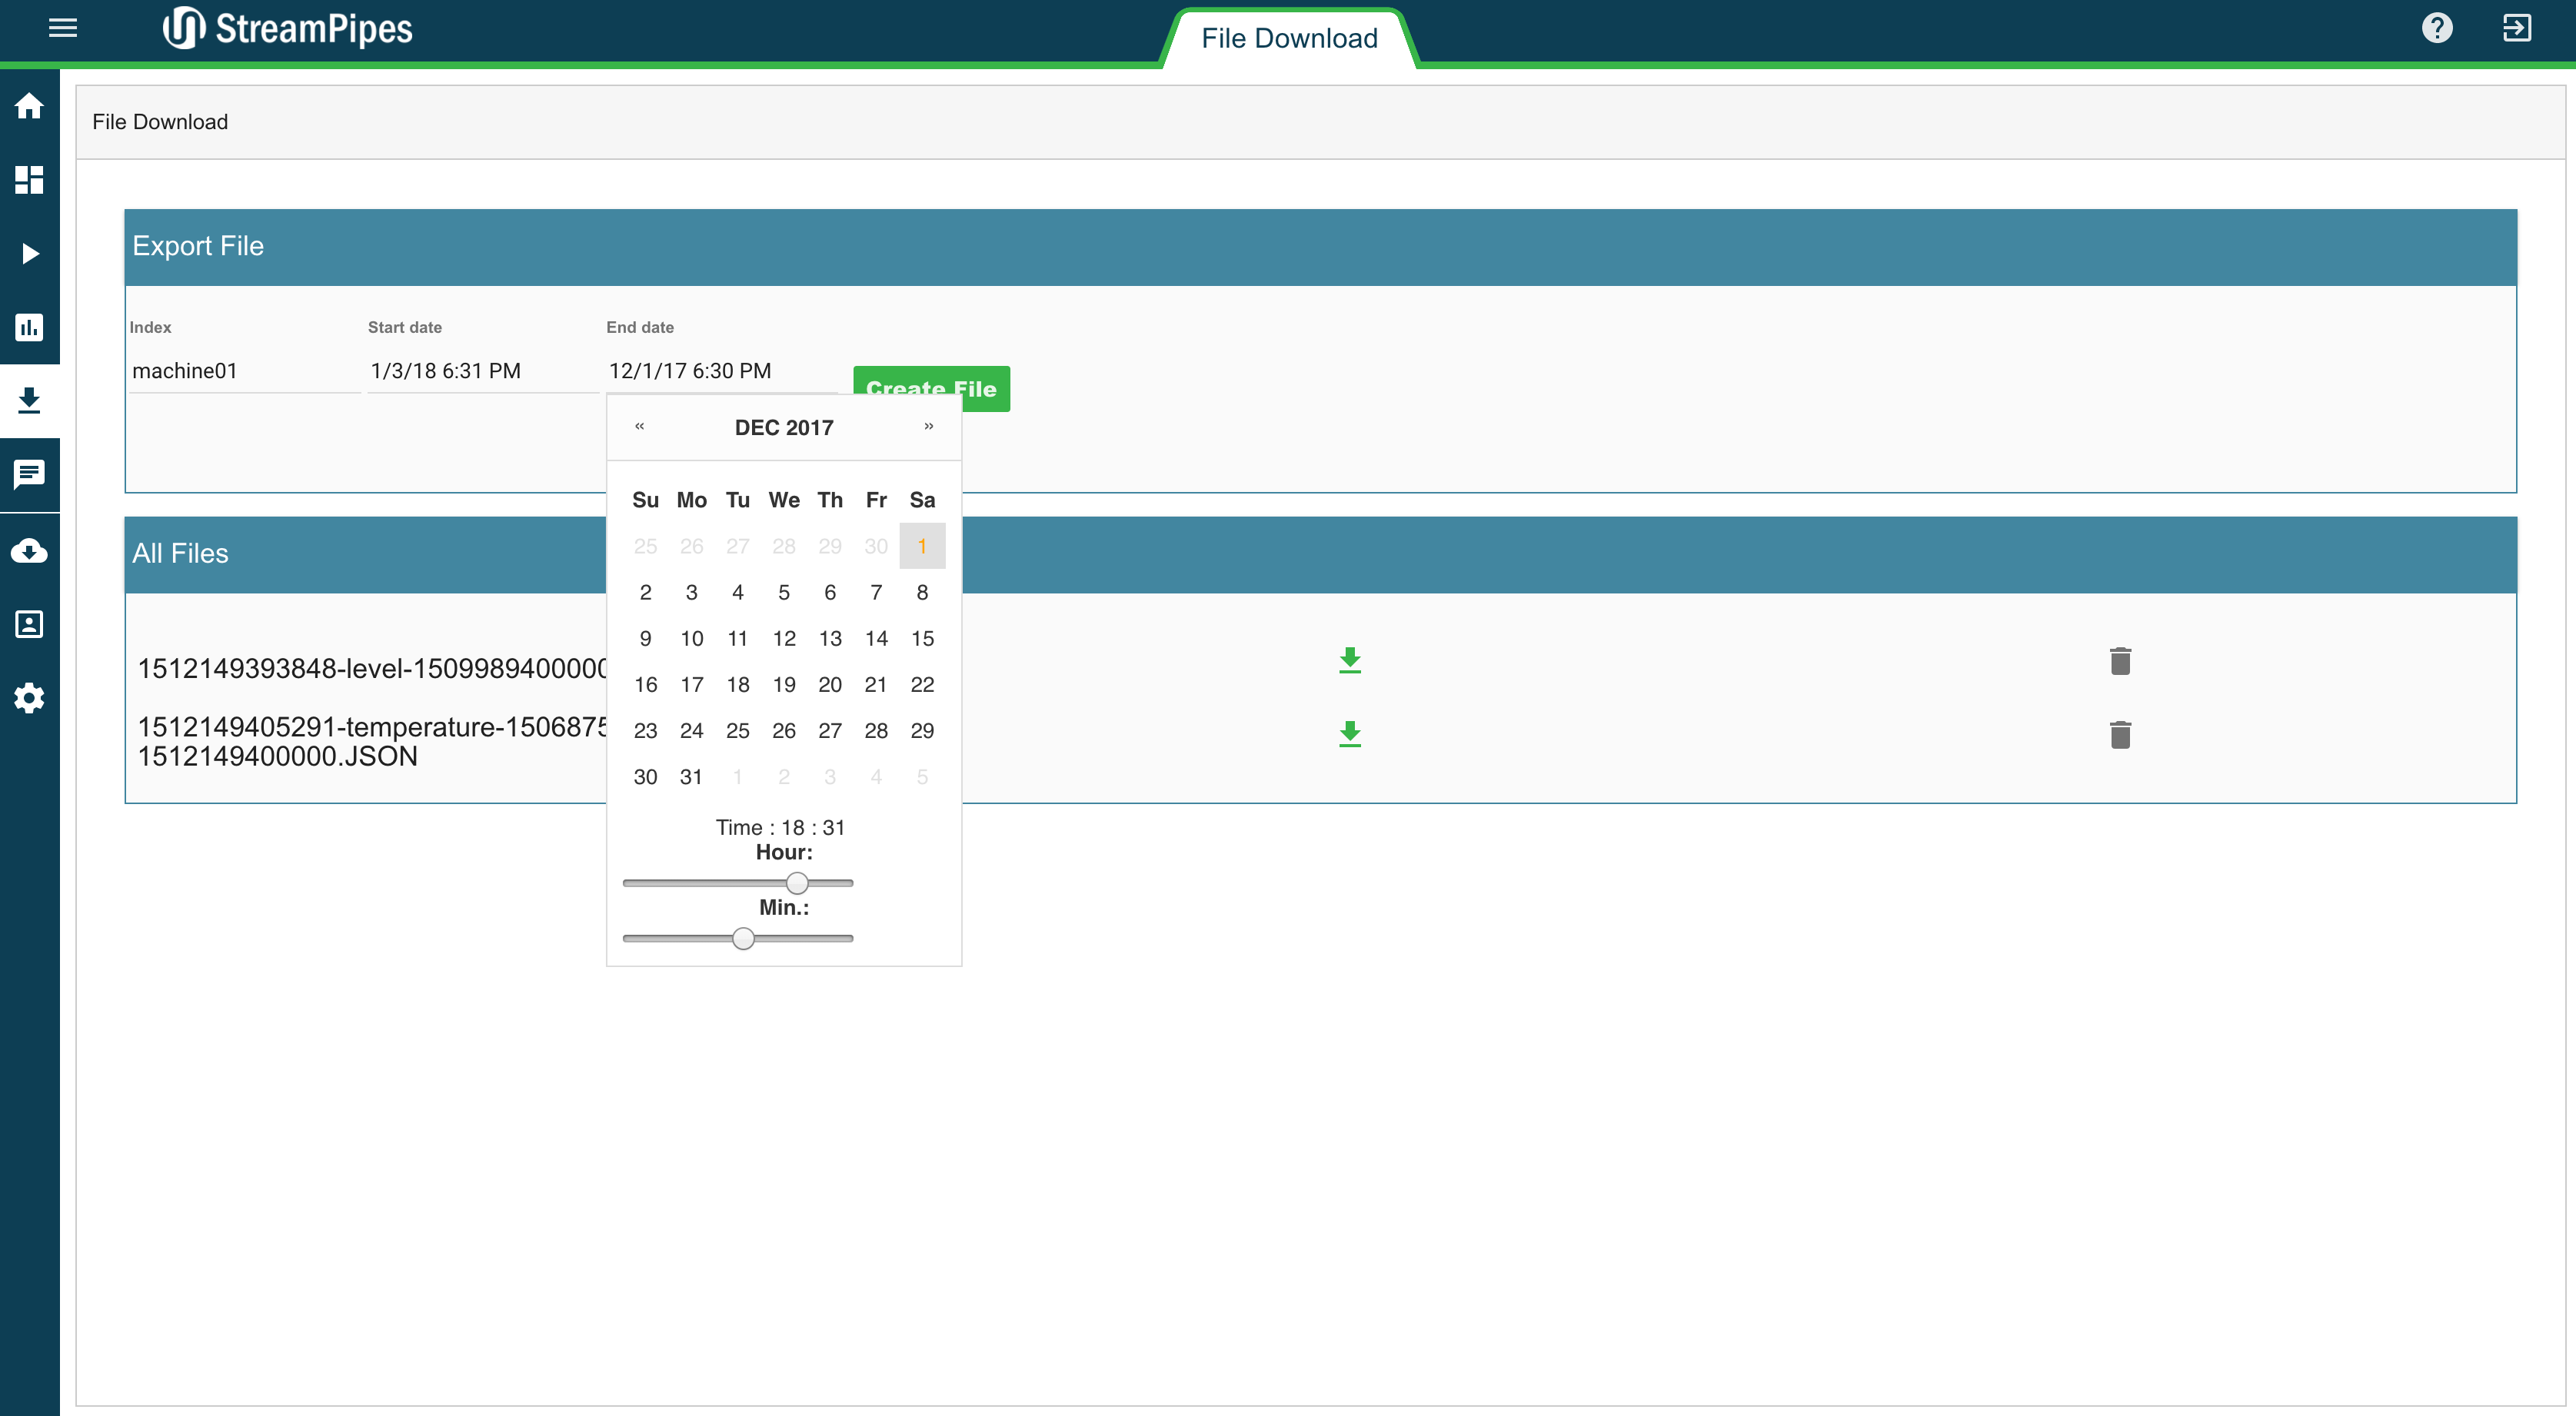 StreamPipes
File Download
File Download
Export File
Index
Start date
End date
machine01
1/3/18 6:31 PM
12/1/17 6:30 PM
Create File
« DEC 2017 »
Su Mo Tu We Th Fr Sa
25 26 27 28 29 30 1
2 3 4 5 6 7 8
9 10 11 12 13 14 15
16 17 18 19 20 21 22
23 24 25 26 27 28 29
30 31 1 2 3 4 5
Time : 18 : 31
Hour:
Min.:
All Files
1512149393848-level-1509989400000
1512149405291-temperature-1506875
1512149400000.JSON